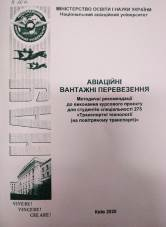 МІНІСТЕРСТВО ОСВІТИ І НАУКИ УКРАЇНИ
Національний авіаційний університет
НАУ
АВІАЦІЙНІ
ВАНТАЖНІ ПЕРЕВЕЗЕННЯ
Методичні рекомендації
до виконання курсового проєкту
для студентів спеціальності 275
«Транспортні технології
(на повітряному транспорті)»
VIVERE!
VINCERE!
CREARE!
Київ 2020